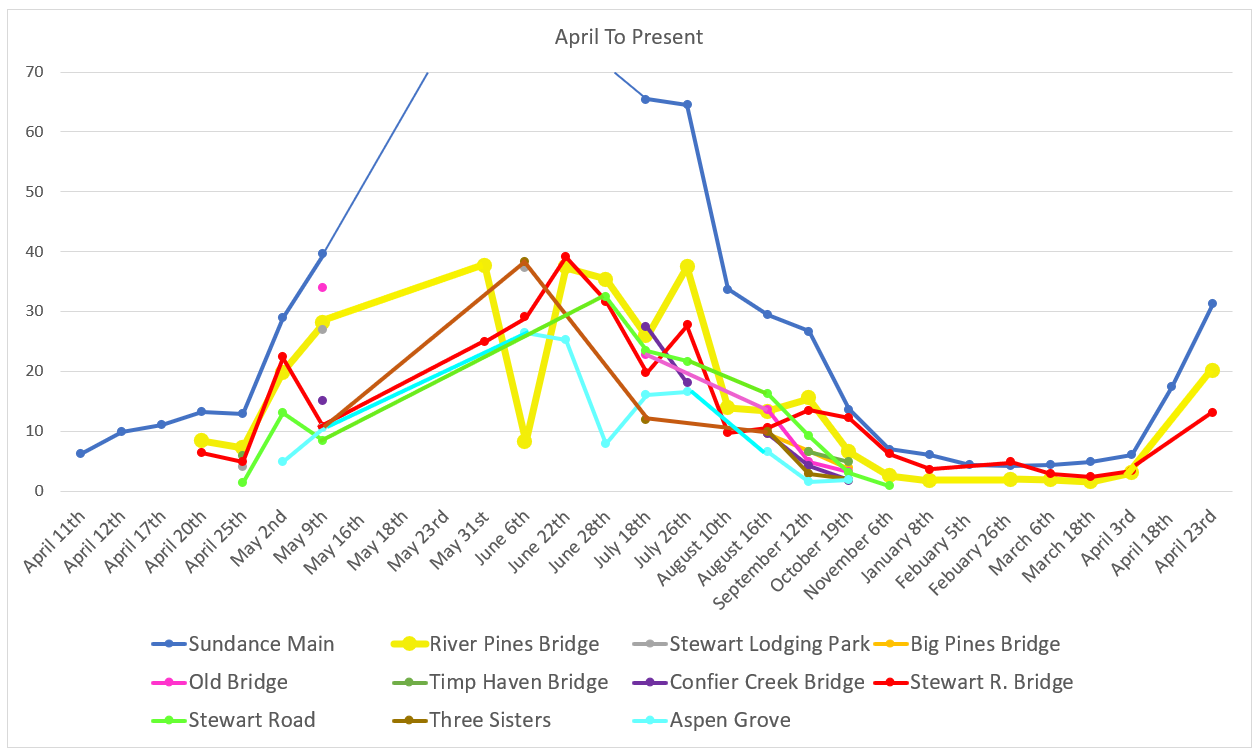 April To Present
70
60
50
40
30
20
10
0
April 11th
April 12th
April 17th
April 20th
April 25th
May 2nd
May 9th
May 16th
May 18th
May 23rd
May 31st
June 6th
June 22th
June 28th
July 18th
July 26th
August 10th
August 16th
September 12th
October 19th
November 6th
January 8th
Febuary 5th
Febuary 26th
March 6th
March 18th
April 3rd
April 18th
April 23rd
Sundance Main River Pines Bridge Stewart Lodging Park Big Pines Bridge
Old Bridge Timp Haven Bridge Confier Creek Bridge Stewart R. Bridge
Stewart Road Three Sisters Aspen Grove